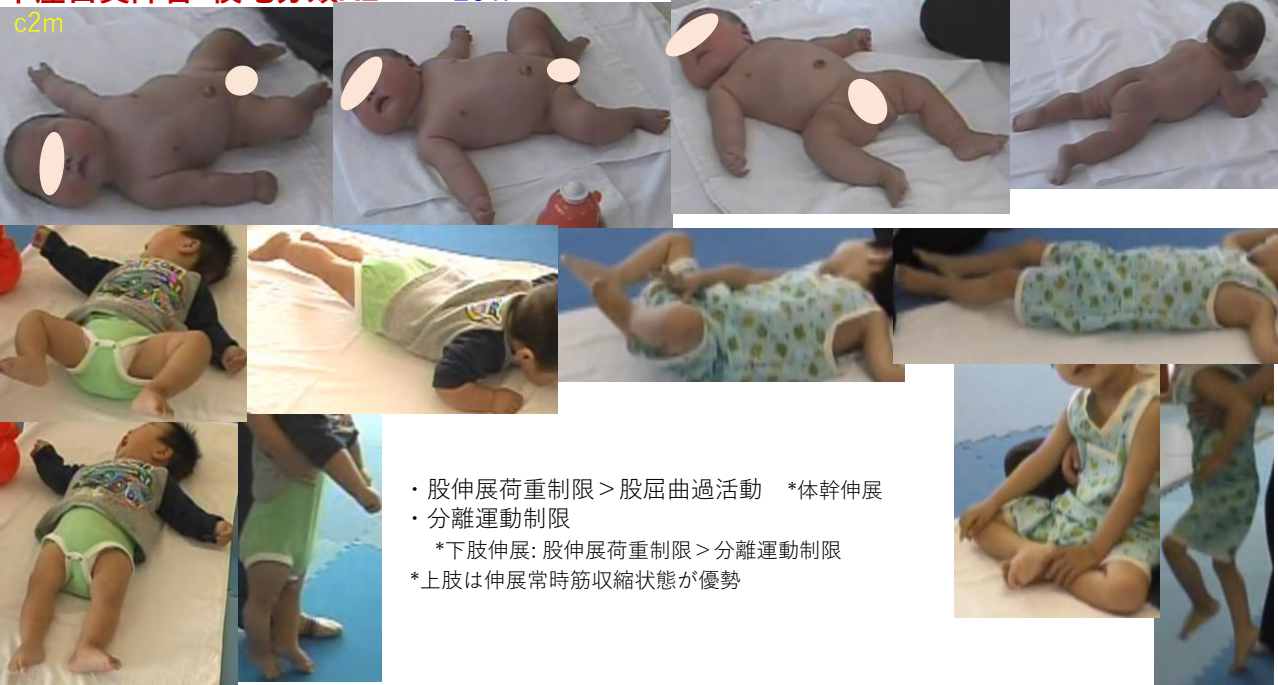 c2m
・股伸展荷重制限＞股屈曲過活動　*体幹伸展
・分離運動制限
*下肢伸展: 股伸展荷重制限＞分離運動制限
*上肢は伸展常時筋収縮状態が優勢